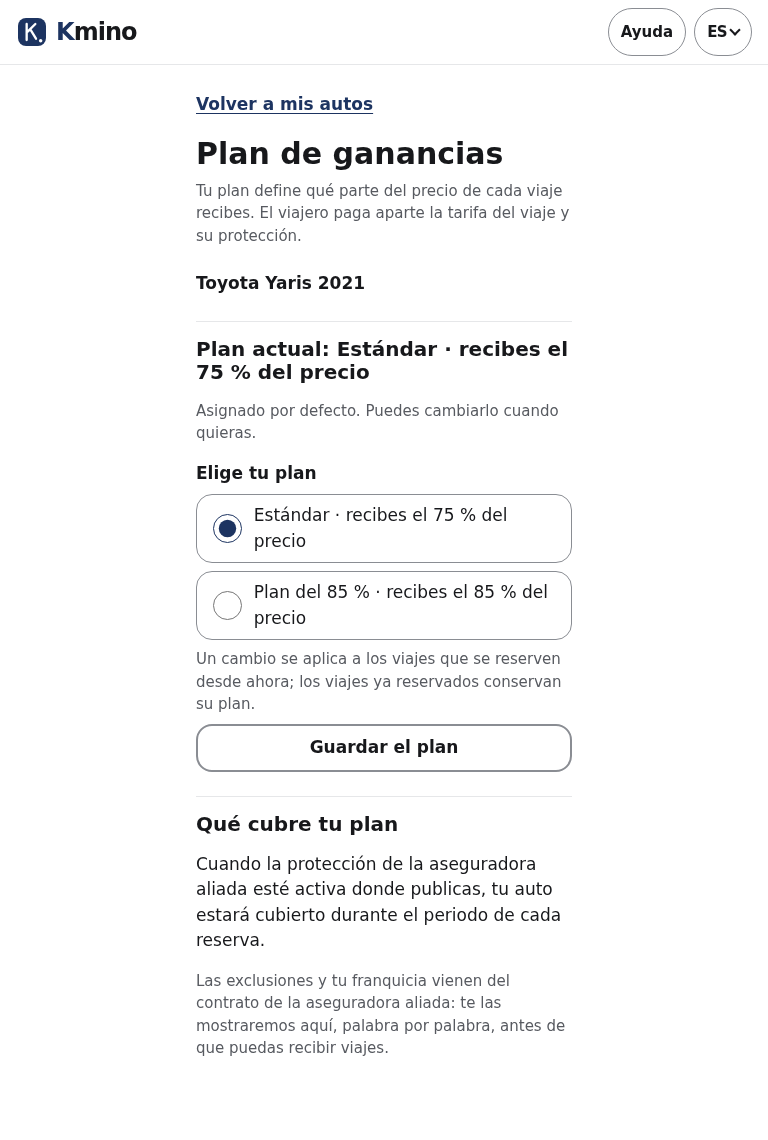 K. Kmino
Ayuda
ES
Volver a mis autos
Plan de ganancias
Tu plan define qué parte del precio de cada viaje
recibes. El viajero paga aparte la tarifa del viaje y
su protección.
Toyota Yaris 2021
Plan actual: Estándar · recibes el
75 % del precio
Asignado por defecto. Puedes cambiarlo cuando
quieras.
Elige tu plan
Estándar · recibes el 75 % del
precio
Plan del 85 % · recibes el 85 % del
precio
Un cambio se aplica a los viajes que se reserven
desde ahora; los viajes ya reservados conservan
su plan.
Guardar el plan
Qué cubre tu plan
Cuando la protección de la aseguradora
aliada esté activa donde publicas, tu auto
estará cubierto durante el periodo de cada
reserva.
Las exclusiones y tu franquicia vienen del
contrato de la aseguradora aliada: te las
mostraremos aquí, palabra por palabra, antes de
que puedas recibir viajes.